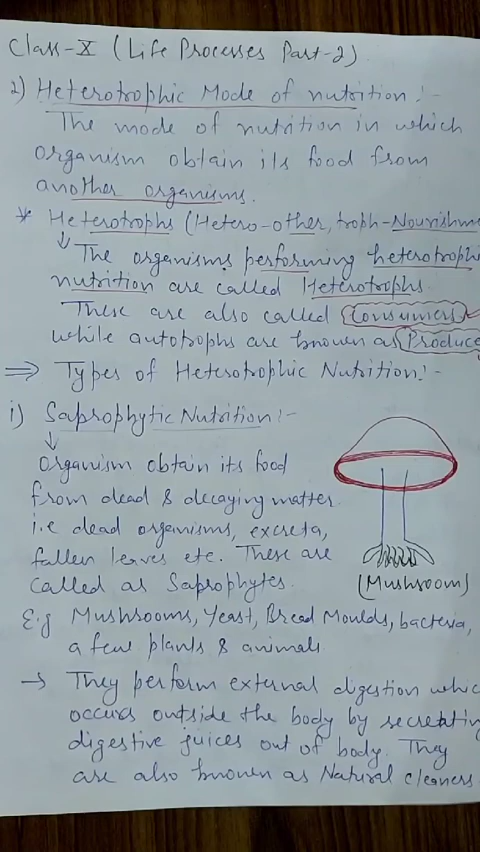 Class-X (Life Processes Part-2)
2) Heterotrophic Mode of nutrition :-
The mode of nutrition in which
organism obtain its food from
another organisms.
* Heterotrophs (Hetero-other, troph-Nourishm
↓ The organisms performing heterotroph
nutrition are called Heterotrophs.
These are also called Consumers
while autotrophs are known as Produce
⇒ Types of Heterotrophic Nutrition:-
i) Saprophytic Nutrition:-
↓
Organism obtain its food
from dead & decaying matter
i.e dead organisms, excreta,
fallen leaves etc. These are
called as Saprophytes.
(Mushroom)
E.g Mushrooms, Yeast, Bread Moulds, bacteria,
a few plants & animals
→ They perform external digestion whic
occurs outside the body by secreatin
digestive juices out of body. They
are also known as Natural cleaners.